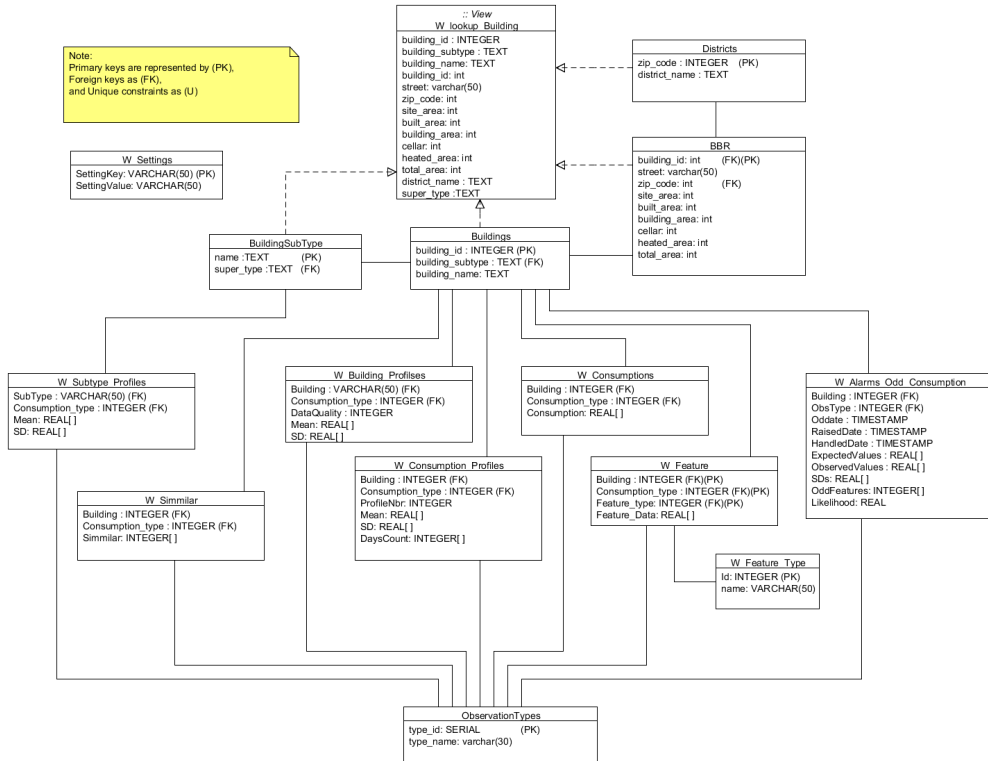 :: View
W_lookup_Building
building_id : INTEGER
building_subtype : TEXT
building_name: TEXT
building_id: int
street: varchar(50)
zip_code: int
site_area: int
built_area: int
building_area: int
cellar: int
heated_area: int
total_area: int
district_name : TEXT
super_type :TEXT
Note:
Primary keys are represented by (PK),
Foreign keys as (FK),
and Unique constraints as (U)
Districts
zip_code : INTEGER (PK)
district_name : TEXT
W_Settings
SettingKey: VARCHAR(50) (PK)
SettingValue: VARCHAR(50)
BBR
building_id: int (FK)(PK)
street: varchar(50)
zip_code: int (FK)
site_area: int
built_area: int
building_area: int
cellar: int
heated_area: int
total_area: int
BuildingSubType
name :TEXT (PK)
super_type :TEXT (FK)
Buildings
building_id : INTEGER (PK)
building_subtype : TEXT (FK)
building_name: TEXT
W_Subtype_Profiles
SubType : VARCHAR(50) (FK)
Consumption_type : INTEGER (FK)
Mean: REAL[ ]
SD: REAL[ ]
W_Building_Profilses
Building : VARCHAR(50) (FK)
Consumption_type : INTEGER (FK)
DataQuality : INTEGER
Mean: REAL[ ]
SD: REAL[ ]
W_Consumptions
Building : INTEGER (FK)
Consumption_type : INTEGER (FK)
Consumption: REAL[ ]
W_Alarms_Odd_Consumption
Building : INTEGER (FK)
ObsType : INTEGER (FK)
Oddate : TIMESTAMP
RaisedDate : TIMESTAMP
HandledDate : TIMESTAMP
ExpectedValues : REAL[ ]
ObservedValues : REAL[ ]
SDs: REAL[ ]
OddFeatures: INTEGER[ ]
Likelihood: REAL
W_Simmilar
Building : INTEGER (FK)
Consumption_type : INTEGER (FK)
Simmilar: INTEGER[ ]
W_Consumption_Profiles
Building : INTEGER (FK)
Consumption_type : INTEGER (FK)
ProfileNbr: INTEGER
Mean: REAL[ ]
SD: REAL[ ]
DaysCount: INTEGER[ ]
W_Feature
Building : INTEGER (FK)(PK)
Consumption_type : INTEGER (FK)(PK)
Feature_type: INTEGER (FK)(PK)
Feature_Data: REAL[ ]
W_Feature_Type
Id: INTEGER (PK)
name: VARCHAR(50)
ObservationTypes
type_id: SERIAL (PK)
type_name: varchar(30)